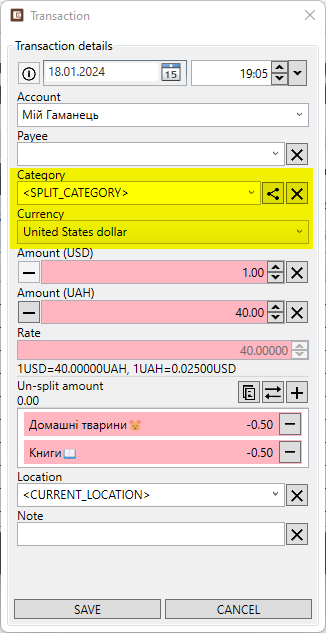 Transaction
Transaction details
18.01.2024
15
19:05
Account
Мій Гаманець
Payee
Category
<SPLIT_CATEGORY>
Currency
United States dollar
Amount (USD)
1.00
Amount (UAH)
40.00
Rate
40.00000
1USD=40.00000UAH, 1UAH=0.02500USD
Un-split amount
0.00
Домашні тварини🐹 -0.50
Книги📖 -0.50
Location
<CURRENT_LOCATION>
Note
SAVE CANCEL